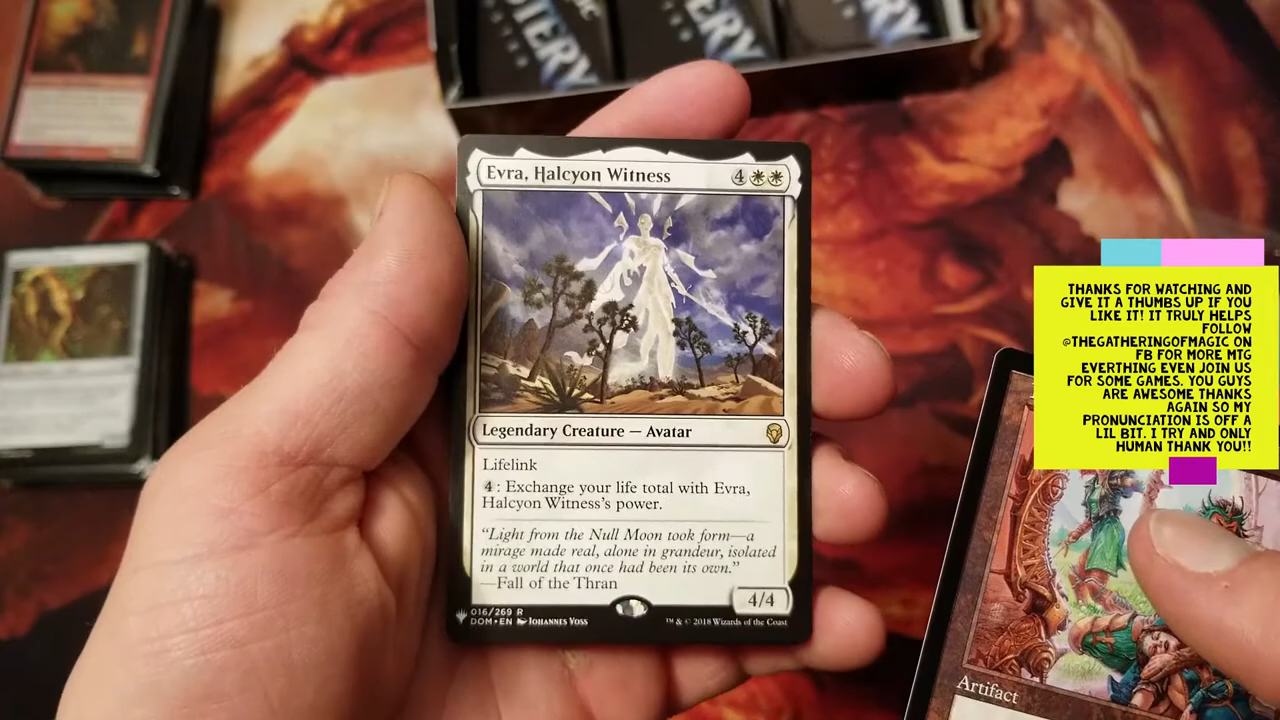 STERY
STERY
ERY
Evra, Halcyon Witness 4
Legendary Creature — Avatar
Lifelink
4: Exchange your life total with Evra,
Halcyon Witness's power.
"Light from the Null Moon took form—a
mirage made real, alone in grandeur, isolated
in a world that once had been its own."
—Fall of the Thran
4/4
016/269 R
DOM • EN Johannes Voss
™ & © 2018 Wizards of the Coast
THANKS FOR WATCHING AND
GIVE IT A THUMBS UP IF YOU
LIKE IT! IT TRULY HELPS
FOLLOW
@THEGATHERINGOFMAGIC ON
FB FOR MORE MTG
EVERTHING EVEN JOIN US
FOR SOME GAMES. YOU GUYS
ARE AWESOME THANKS
AGAIN SO MY
PRONUNCIATION IS OFF A
LIL BIT. I TRY AND ONLY
HUMAN THANK YOU!!
Artifact